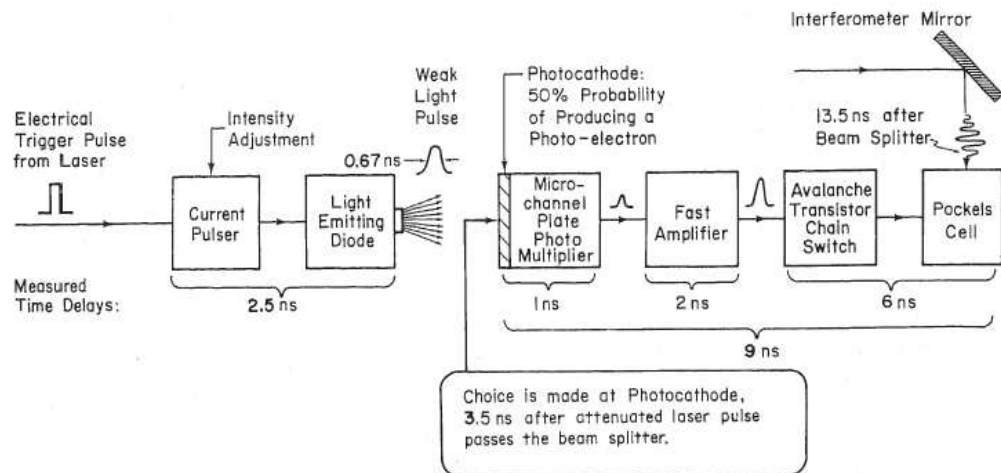 Interferometer Mirror
Weak
Light
Pulse
Photocathode:
50% Probability
of Producing a
Photo-electron
13.5 ns after
Beam Splitter
Electrical
Trigger Pulse
from Laser
Intensity
Adjustment
0.67 ns
Current
Pulser
Light
Emitting
Diode
Micro-
channel
Plate
Photo
Multiplier
Fast
Amplifier
Avalanche
Transistor
Chain
Switch
Pockels
Cell
Measured
Time Delays:
2.5 ns
1 ns
2 ns
6 ns
9 ns
Choice is made at Photocathode,
3.5 ns after attenuated laser pulse
passes the beam splitter.